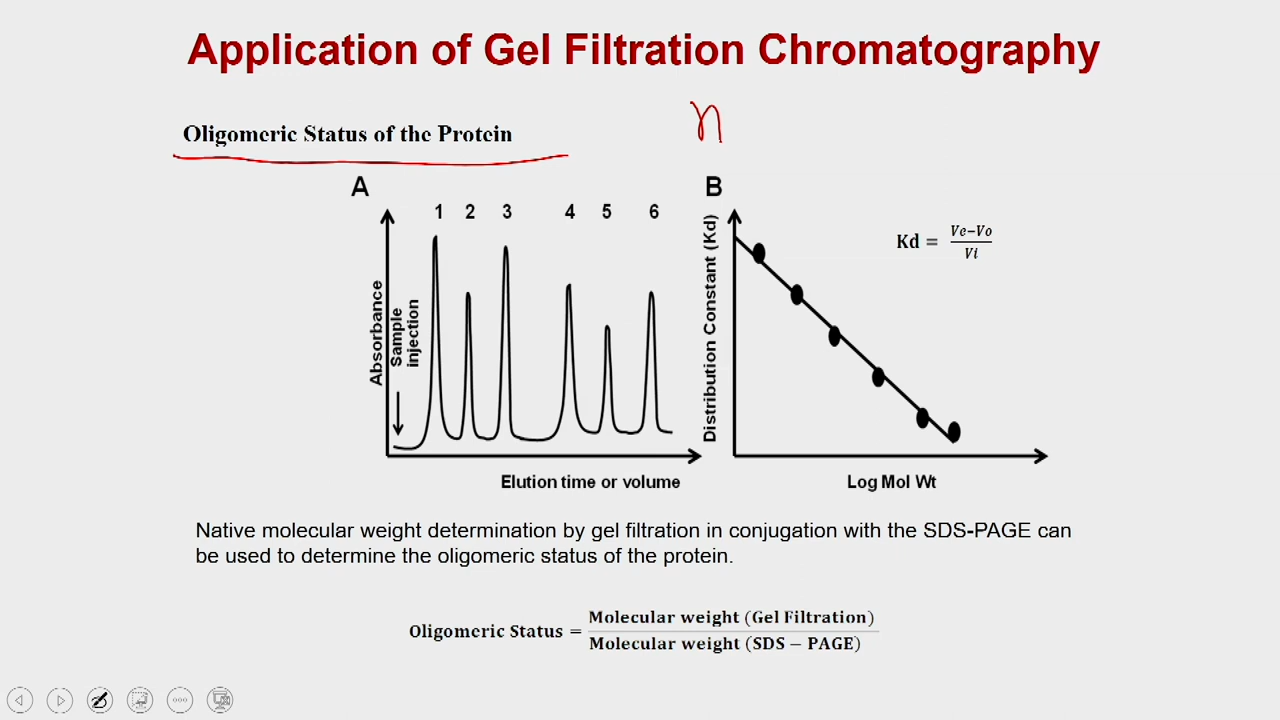 Application of Gel Filtration Chromatography
Oligomeric Status of the Protein
n
A
1 2 3 4 5 6
Absorbance
Sample injection
Elution time or volume
B
Distribution Constant (Kd)
Kd = Ve−Vo / Vi
Log Mol Wt
Native molecular weight determination by gel filtration in conjugation with the SDS-PAGE can
be used to determine the oligomeric status of the protein.
Oligomeric Status = Molecular weight (Gel Filtration) / Molecular weight (SDS − PAGE)